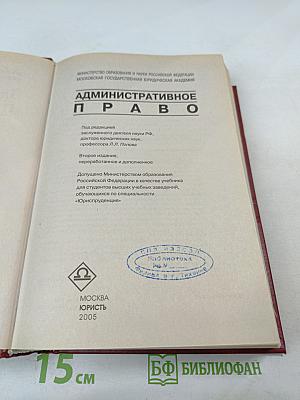 МИНИСТЕРСТВО ОБРАЗОВАНИЯ И НАУКИ РОССИЙСКОЙ ФЕДЕРАЦИИ
МОСКОВСКАЯ ГОСУДАРСТВЕННАЯ ЮРИДИЧЕСКАЯ АКАДЕМИЯ
АДМИНИСТРАТИВНОЕ
ПРАВО
Под редакцией
заслуженного деятеля науки РФ,
доктора юридических наук,
профессора Л.Л. Попова
Второе издание,
переработанное и дополненное
Допущено Министерством образования
Российской Федерации в качестве учебника
для студентов высших учебных заведений,
обучающихся по специальности
«Юриспруденция»
Библиотека
МОСКВА
ЮРИСТЪ
2005
15 см
БФ БИБЛИОФАН